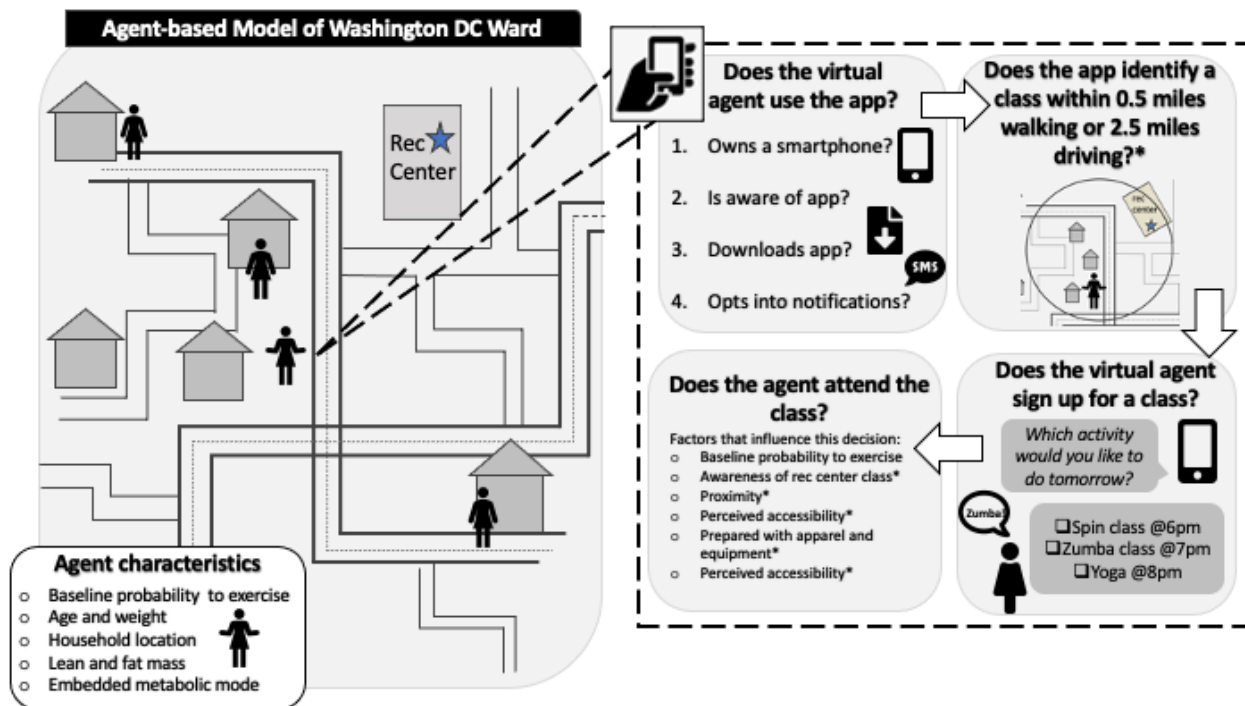 Agent-based Model of Washington DC Ward
Rec
Center
Agent characteristics
o Baseline probability to exercise
o Age and weight
o Household location
o Lean and fat mass
o Embedded metabolic mode
Does the virtual
agent use the app?
1. Owns a smartphone?
2. Is aware of app?
3. Downloads app?
SMS
4. Opts into notifications?
Does the app identify a
class within 0.5 miles
walking or 2.5 miles
driving?*
rec
center
Does the virtual agent
sign up for a class?
Which activity
would you like to
do tomorrow?
Zumba!
❑Spin class @6pm
❑Zumba class @7pm
❑Yoga @8pm
Does the agent attend the
class?
Factors that influence this decision:
o Baseline probability to exercise
o Awareness of rec center class*
o Proximity*
o Perceived accessibility*
o Prepared with apparel and
equipment*
o Perceived accessibility*